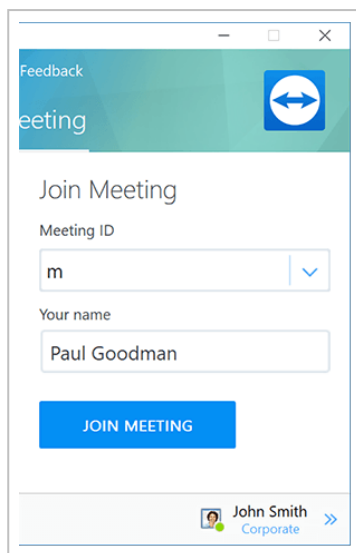 Feedback
eeting
Join Meeting
Meeting ID
m
Your name
Paul Goodman
JOIN MEETING
John Smith
Corporate